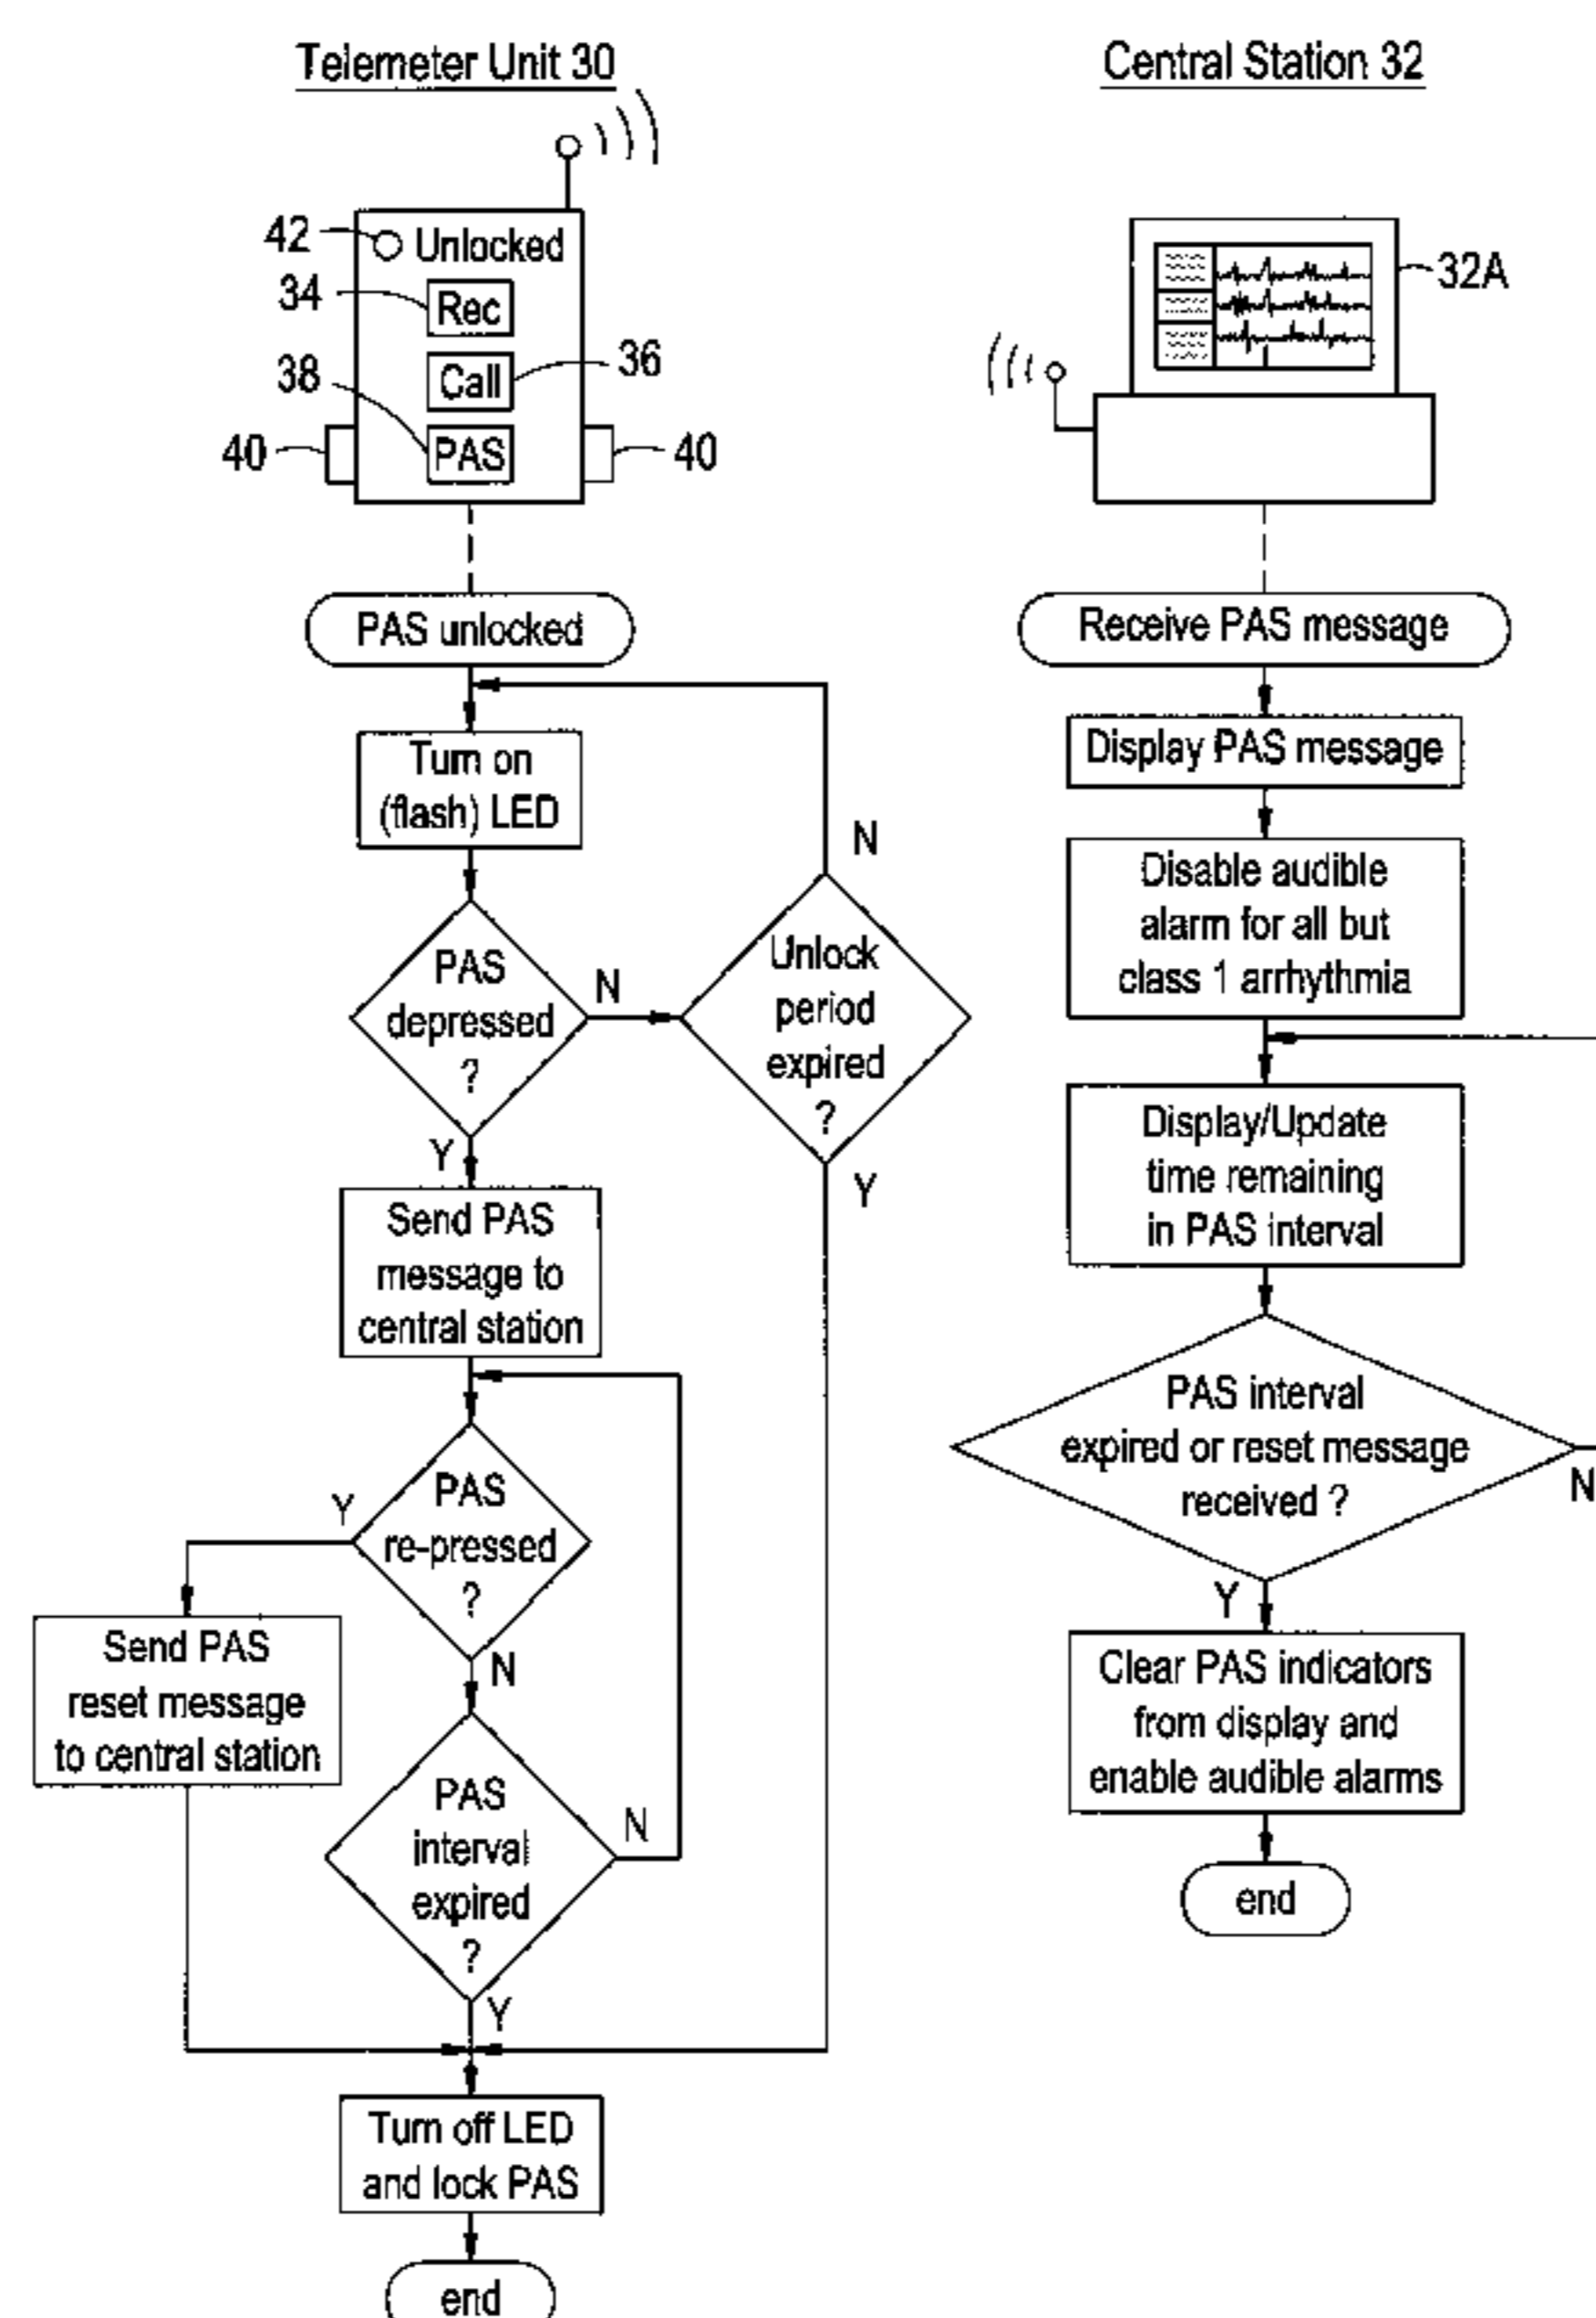 Telemeter Unit 30
42
Unlocked
34
Rec
36
Call
38
PAS
40
40
PAS unlocked
Turn on
(flash) LED
N
PAS
depressed
?
N
Unlock
period
expired
?
Y
Y
Send PAS
message to
central station
PAS
re-pressed
?
Y
N
Send PAS
reset message
to central station
PAS
interval
expired
?
N
Y
Turn off LED
and lock PAS
end
Central Station 32
32A
Receive PAS message
Display PAS message
Disable audible
alarm for all but
class 1 arrhythmia
Display/Update
time remaining
in PAS interval
PAS interval
expired or reset message
received ?
N
Y
Clear PAS indicators
from display and
enable audible alarms
end